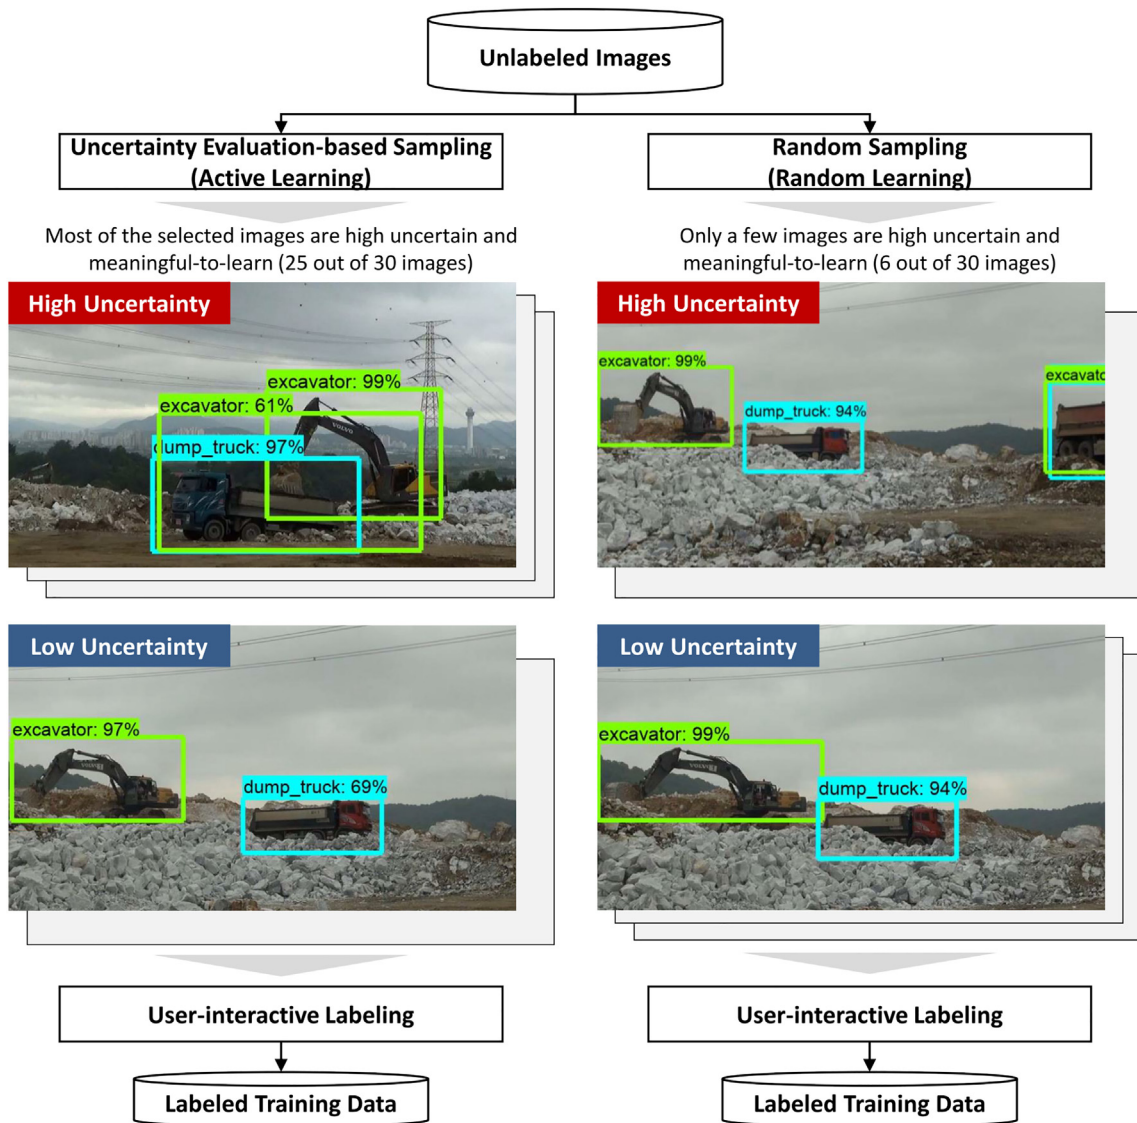 Unlabeled Images
Uncertainty Evaluation-based Sampling
(Active Learning)
Random Sampling
(Random Learning)
Most of the selected images are high uncertain and
meaningful-to-learn (25 out of 30 images)
Only a few images are high uncertain and
meaningful-to-learn (6 out of 30 images)
High Uncertainty
excavator: 99%
excavator: 61%
dump_truck: 97%
VOLVO
High Uncertainty
excavator: 99%
dump_truck: 94%
excavato
Low Uncertainty
excavator: 97%
dump_truck: 69%
Low Uncertainty
excavator: 99%
dump_truck: 94%
User-interactive Labeling
User-interactive Labeling
Labeled Training Data
Labeled Training Data